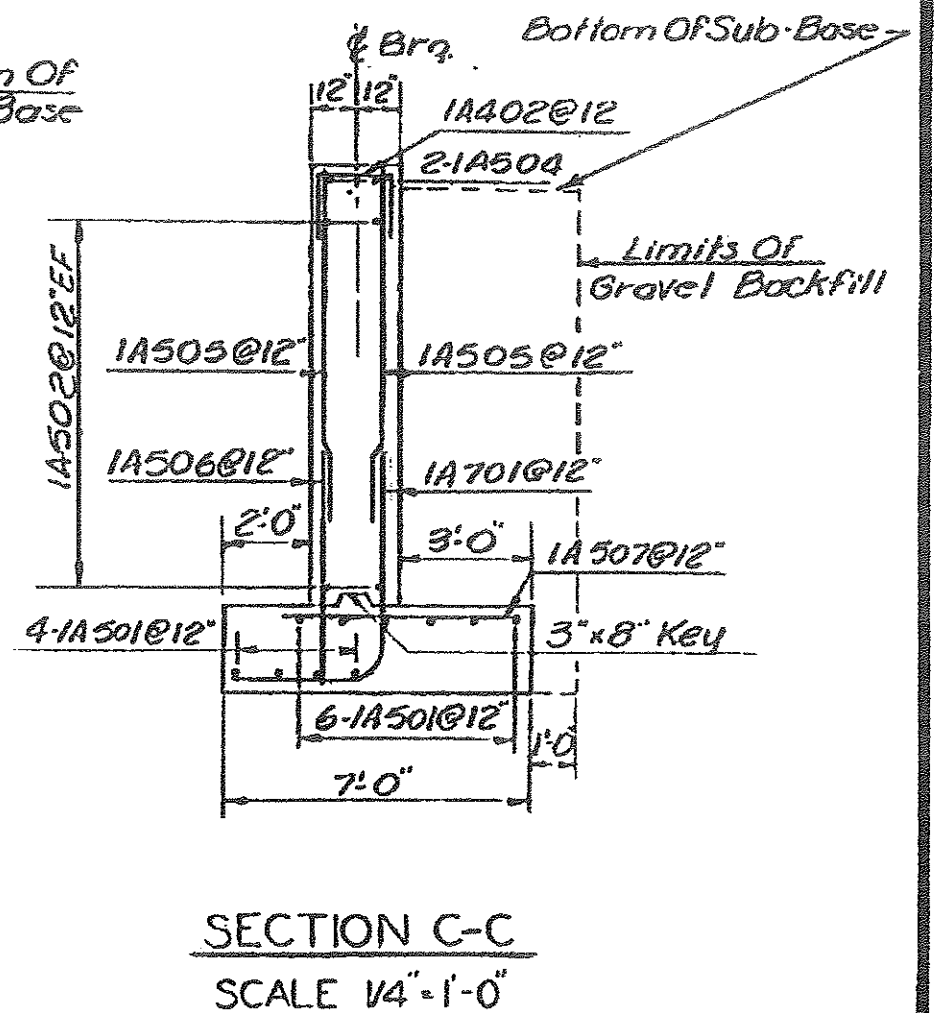 ℄ Brg.
Bottom Of Sub-Base
Of
Base
12" 12"
1A402@12
2-1A504
Limits Of
Gravel Backfill
1A502@12"EF
1A505@12"
1A505@12"
1A506@12"
1A701@12"
2'-0"
3'-0"
1A507@12"
4-1A501@12"
3"x8" Key
6-1A501@12"
1'-0"
7'-0"
SECTION C-C
SCALE 1/4"=1'-0"